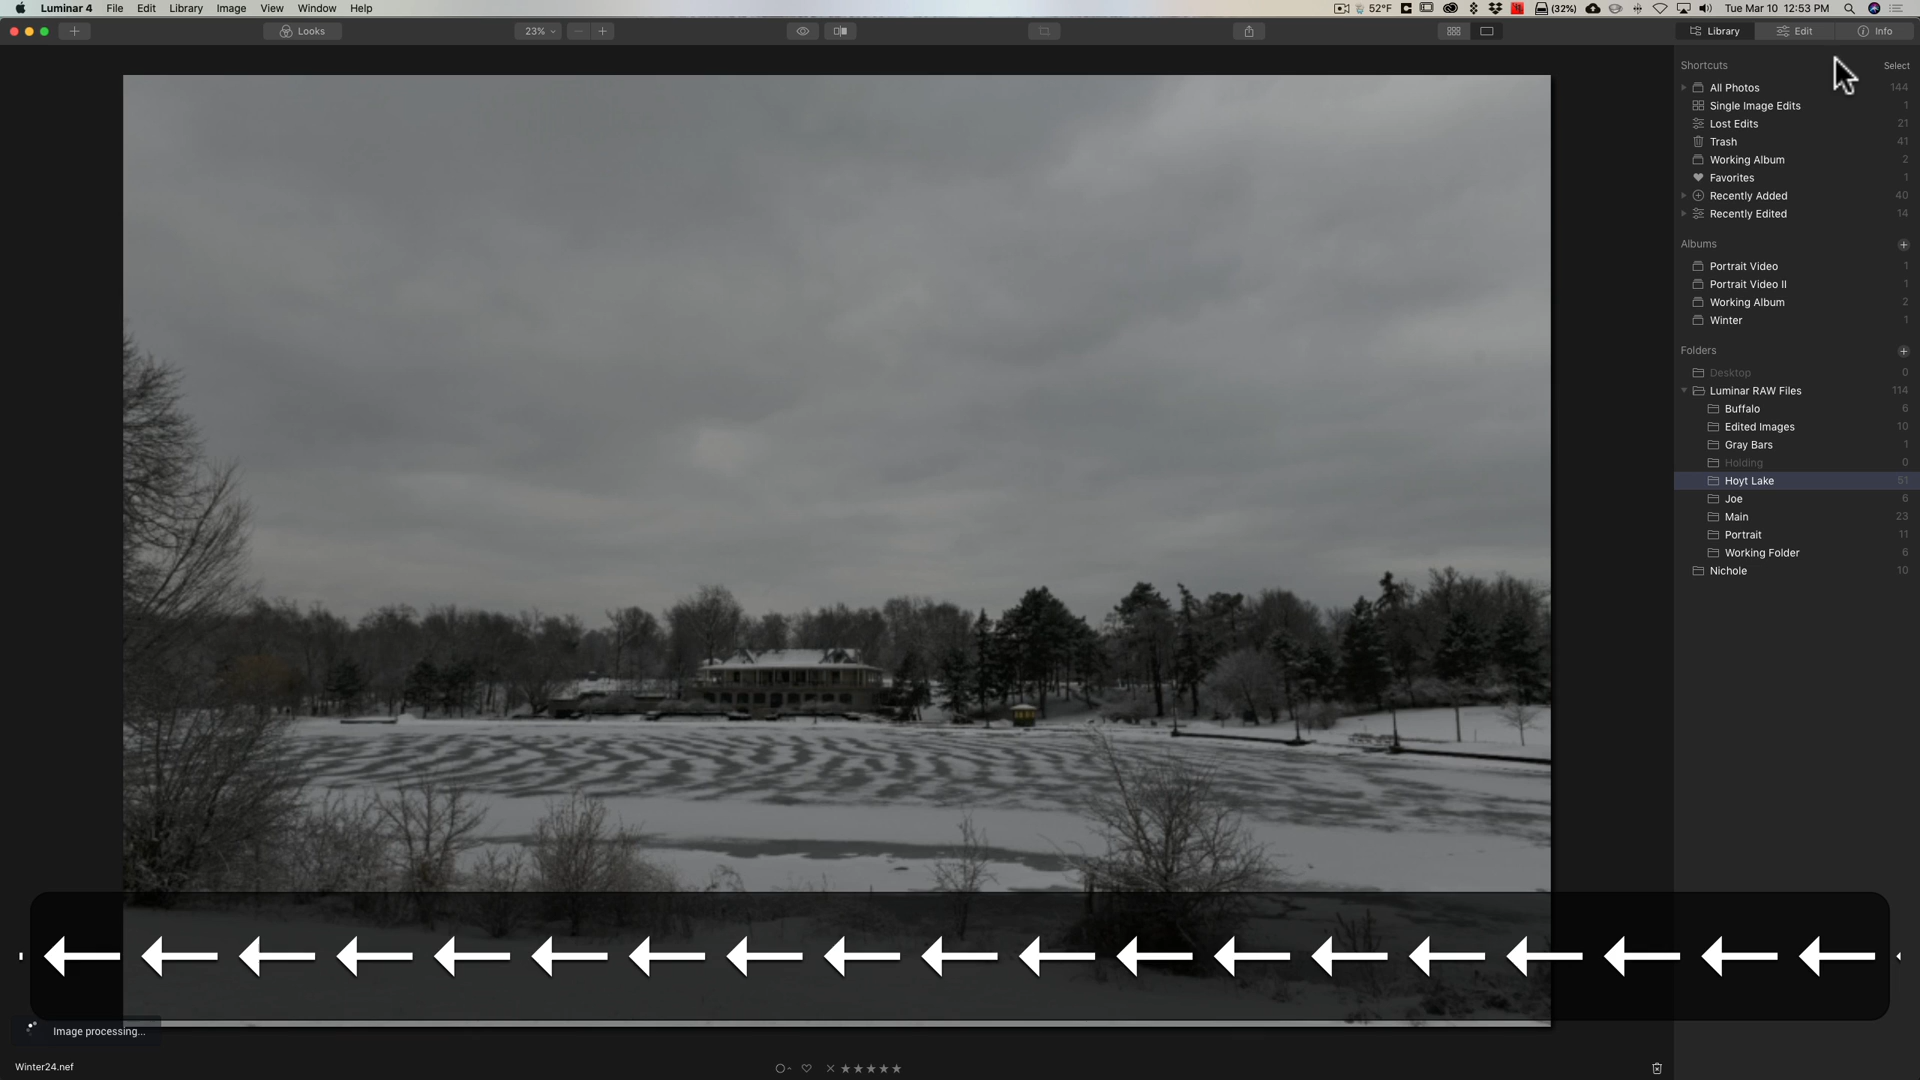 Luminar 4 File Edit Library Image View Window Help 52°F (32%) Tue Mar 10 12:53 PM
Looks 23% Library Edit Info
Shortcuts Select
All Photos 144
Single Image Edits 1
Lost Edits 21
Trash 41
Working Album 2
Favorites 1
Recently Added 40
Recently Edited 14
Albums
Portrait Video 1
Portrait Video II 1
Working Album 2
Winter 1
Folders
Desktop 0
Luminar RAW Files 114
Buffalo 6
Edited Images 10
Gray Bars 1
Holding 0
Hoyt Lake 51
Joe 6
Main 23
Portrait 11
Working Folder 6
Nichole 10
Image processing...
Winter24.nef